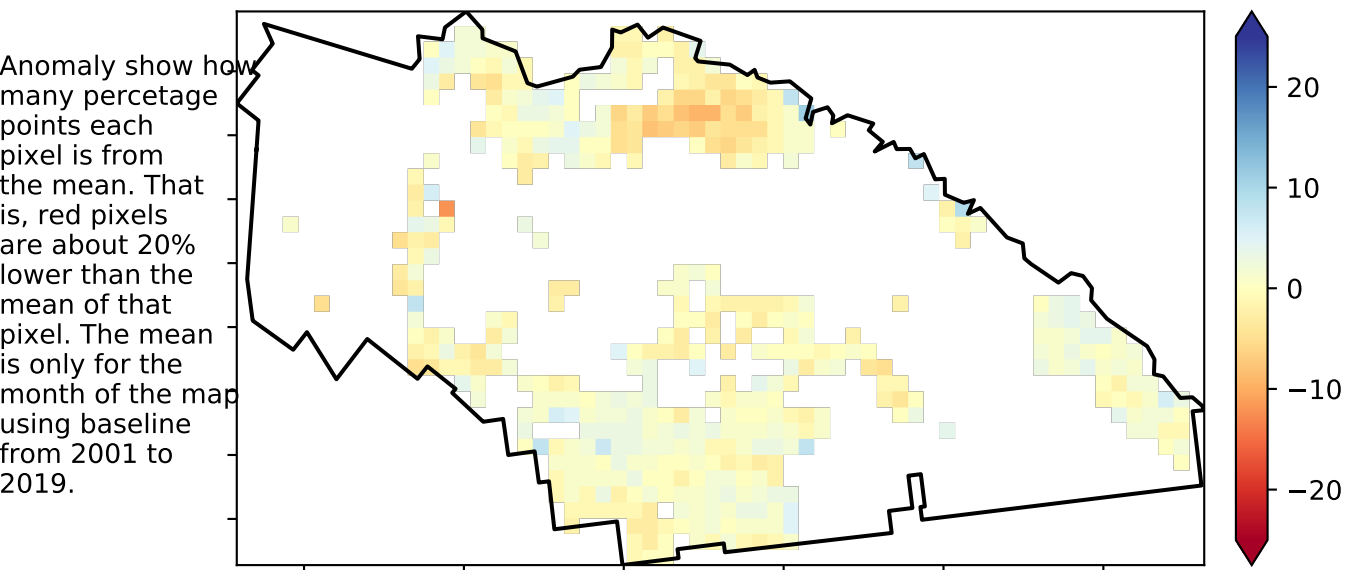 Anomaly show how
many percetage
points each
pixel is from
the mean. That
is, red pixels
are about 20%
lower than the
mean of that
pixel. The mean
is only for the
month of the map
using baseline
from 2001 to
2019.
20
10
0
−10
−20